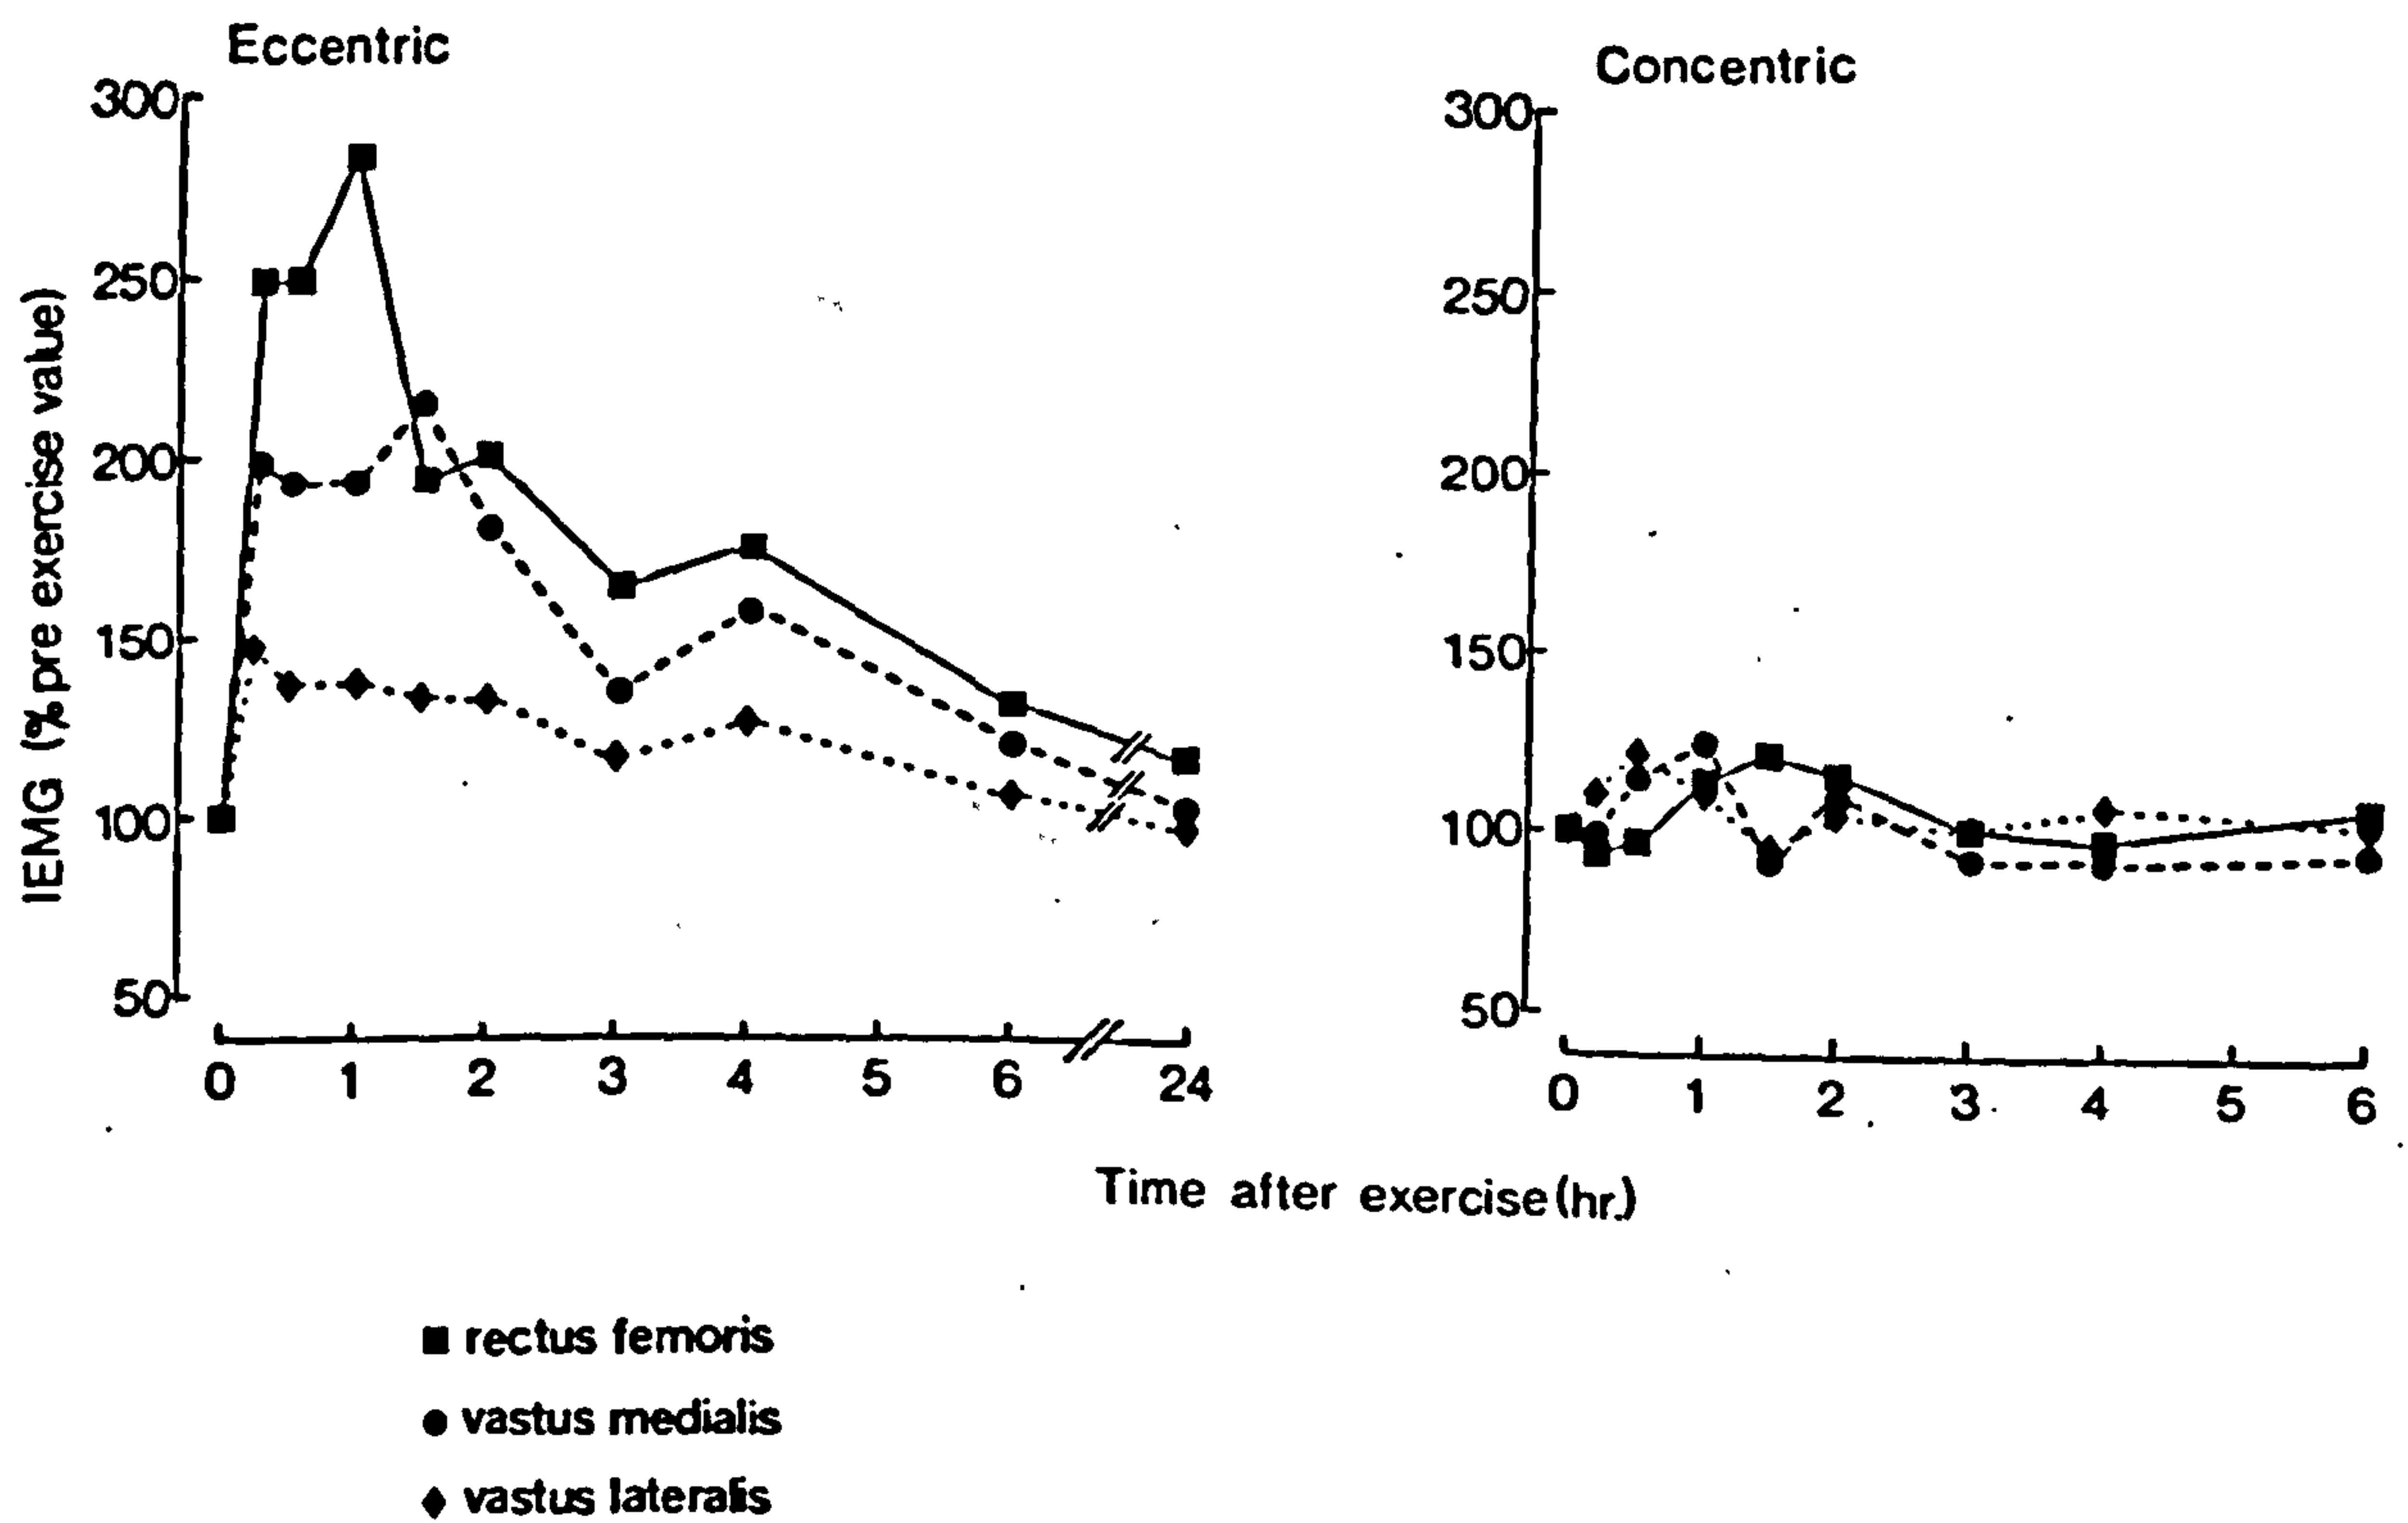 Eccentric
Concentric
IEMG (% pre exercise value)
300
250
200
150
100
50
0 1 2 3 4 5 6 24
300
250
200
150
100
50
0 1 2 3 4 5 6
Time after exercise (hr.)
rectus femoris
vastus medialis
vastus lateralis